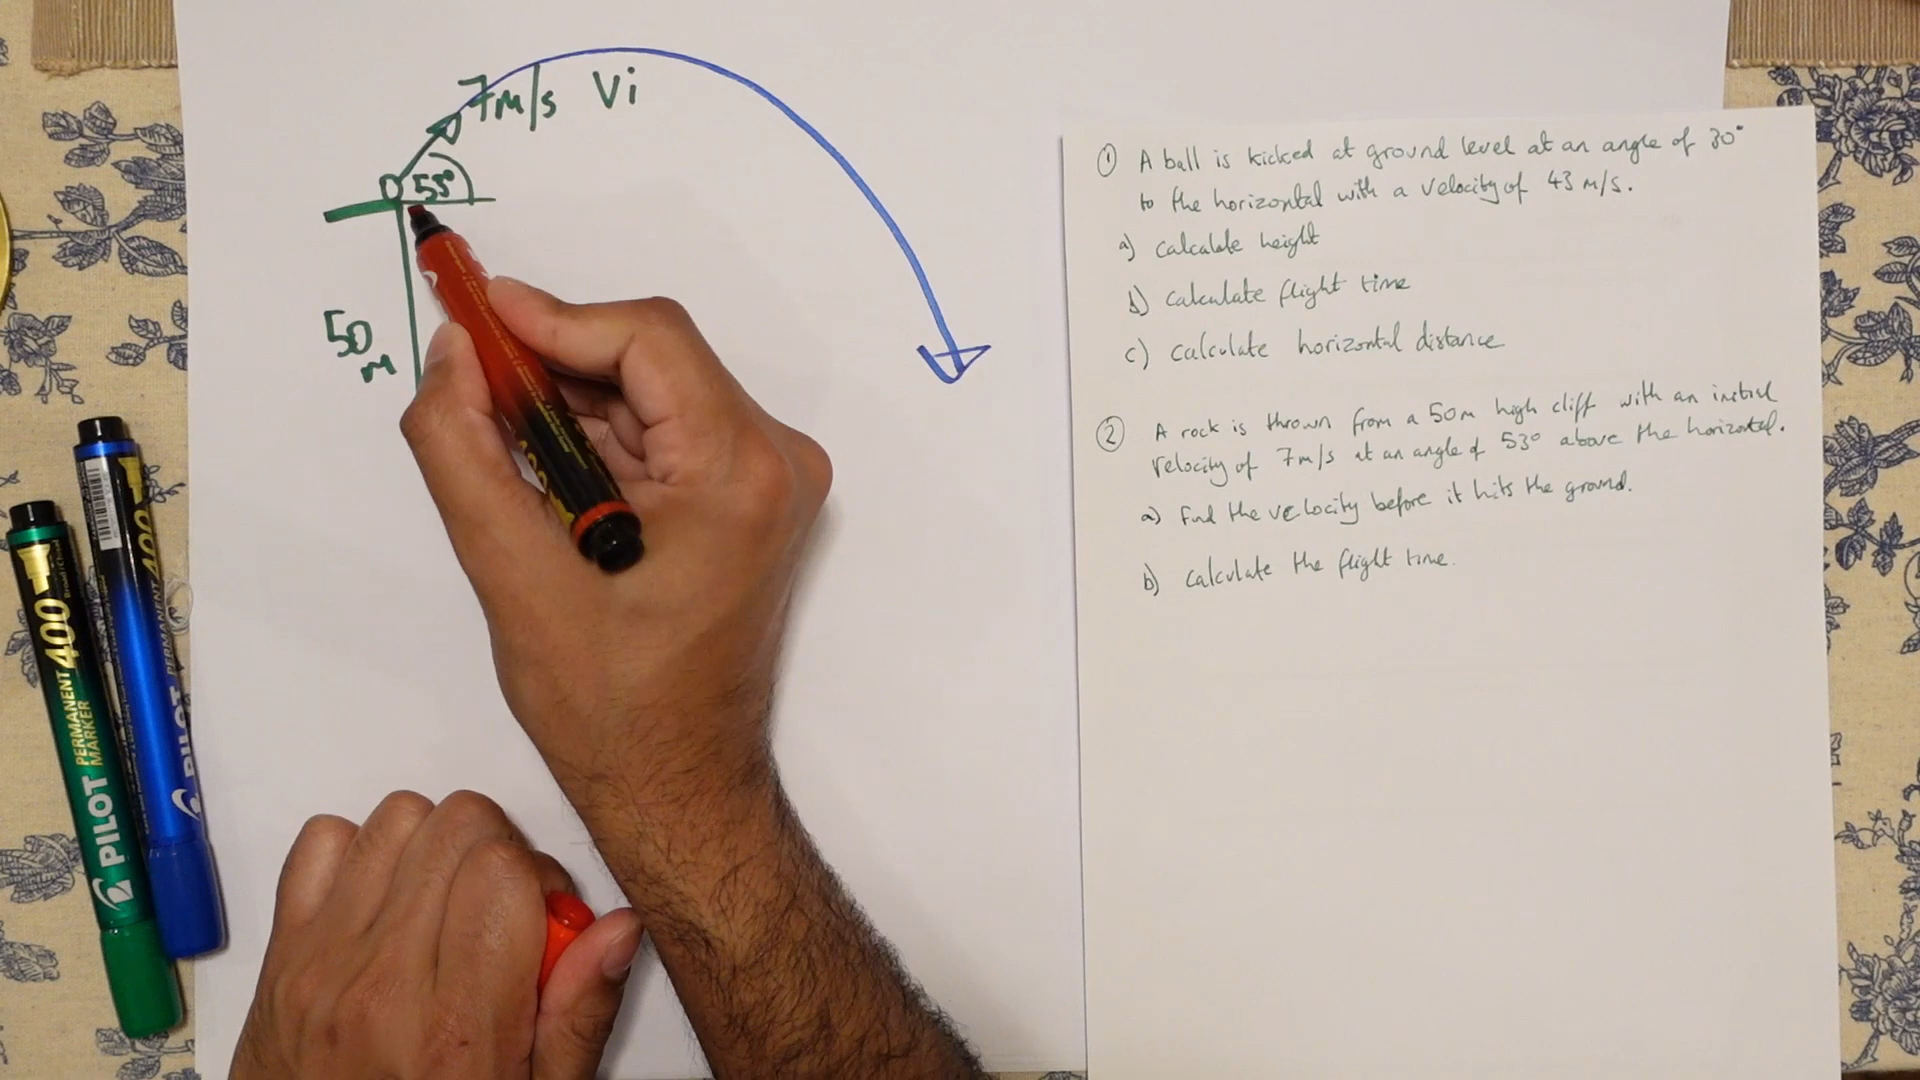 7m/s Vi
55°
50
m
① A ball is kicked at ground level at an angle of 30°
to the horizontal with a velocity of 43 m/s.
a) calculate height
b) calculate flight time
c) calculate horizontal distance
② A rock is thrown from a 50m high cliff with an initial
velocity of 7m/s at an angle of 53° above the horizontal.
a) Find the velocity before it hits the ground.
b) calculate the flight time.
PILOT PERMANENT MARKER 400
PILOT PERMANENT 400